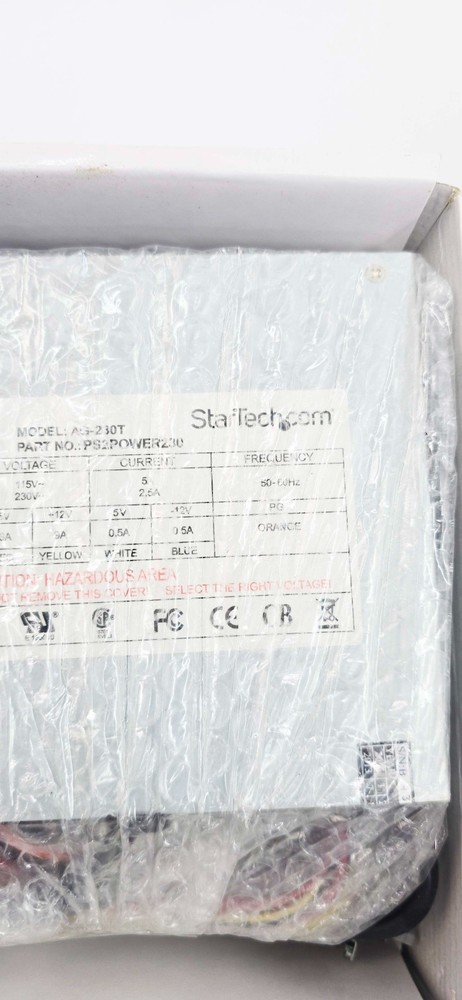 StarTech.com
MODEL: AG-230T
PART NO.: PS2POWER230
VOLTAGE CURRENT FREQUENCY
115V~ 5 50-60HZ
230V 2.5A
+12V 5V -12V PG
0.5A 0.5A ORANGE
YELLOW WHITE BLUE
HAZARDOUS AREA
REMOVE THIS COVER! SELECT THE RIGHT VOLTAGE!
FC CE CB